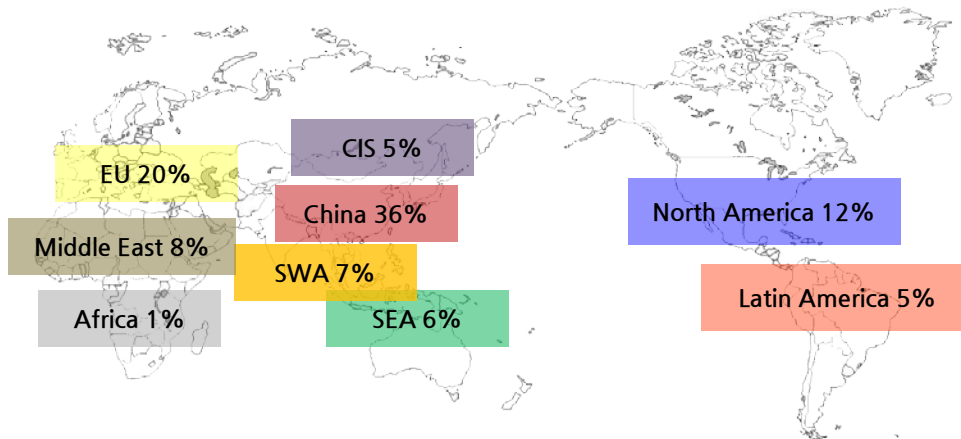 CIS 5%
EU 20%
China 36%
North America 12%
Middle East 8%
SWA 7%
Latin America 5%
Africa 1%
SEA 6%